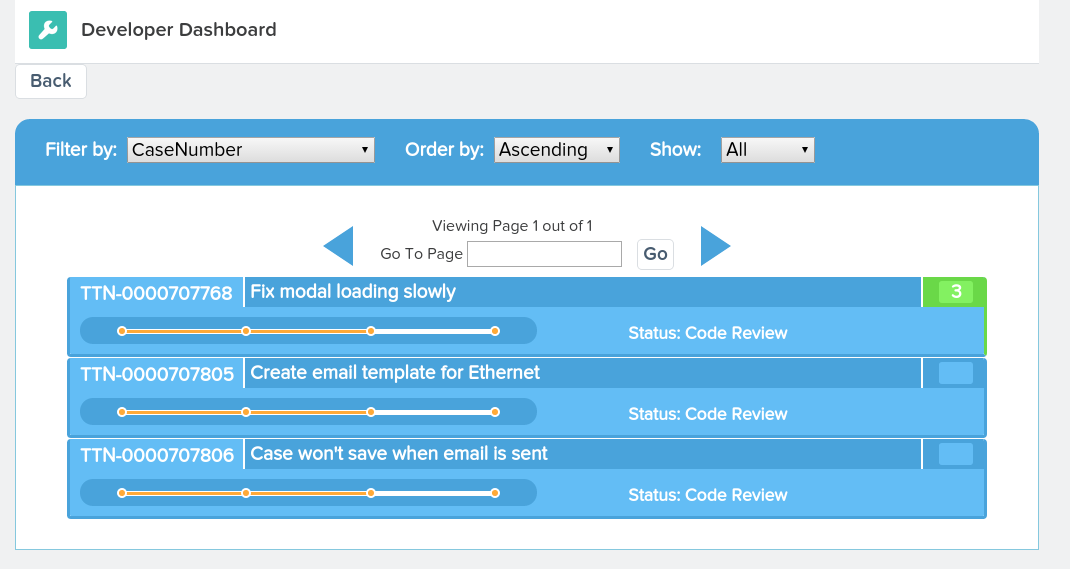 Developer Dashboard
Back
Filter by: CaseNumber Order by: Ascending Show: All
Viewing Page 1 out of 1
Go To Page Go
TTN-0000707768 Fix modal loading slowly 3
Status: Code Review
TTN-0000707805 Create email template for Ethernet
Status: Code Review
TTN-0000707806 Case won't save when email is sent
Status: Code Review